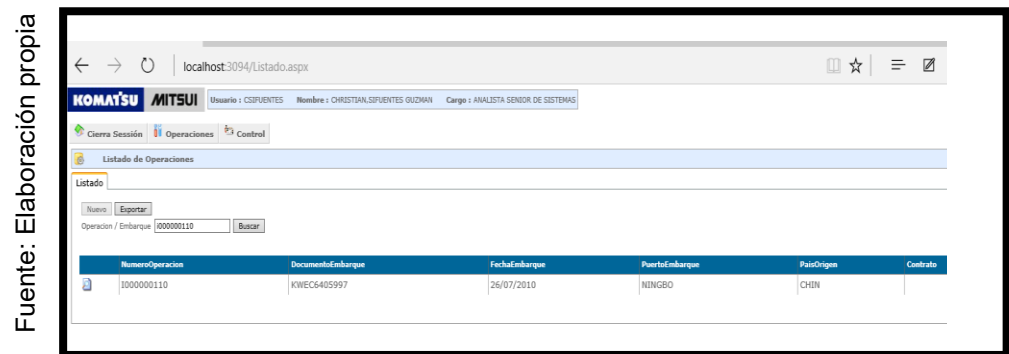 Fuente: Elaboración propia
localhost:3094/Listado.aspx
KOMATSU MITSUI Usuario : CSIFUENTES Nombre : CHRISTIAN,SIFUENTES GUZMAN Cargo : ANALISTA SENIOR DE SISTEMAS
Cierra Sesión Operaciones Control
Listado de Operaciones
Listado
Nuevo Exportar
Operacion / Embarque i000000110 Buscar
NumeroOperacion DocumentoEmbarque FechaEmbarque PuertoEmbarque PaisOrigen Contrato
I000000110 KWEC6405997 26/07/2010 NINGBO CHIN